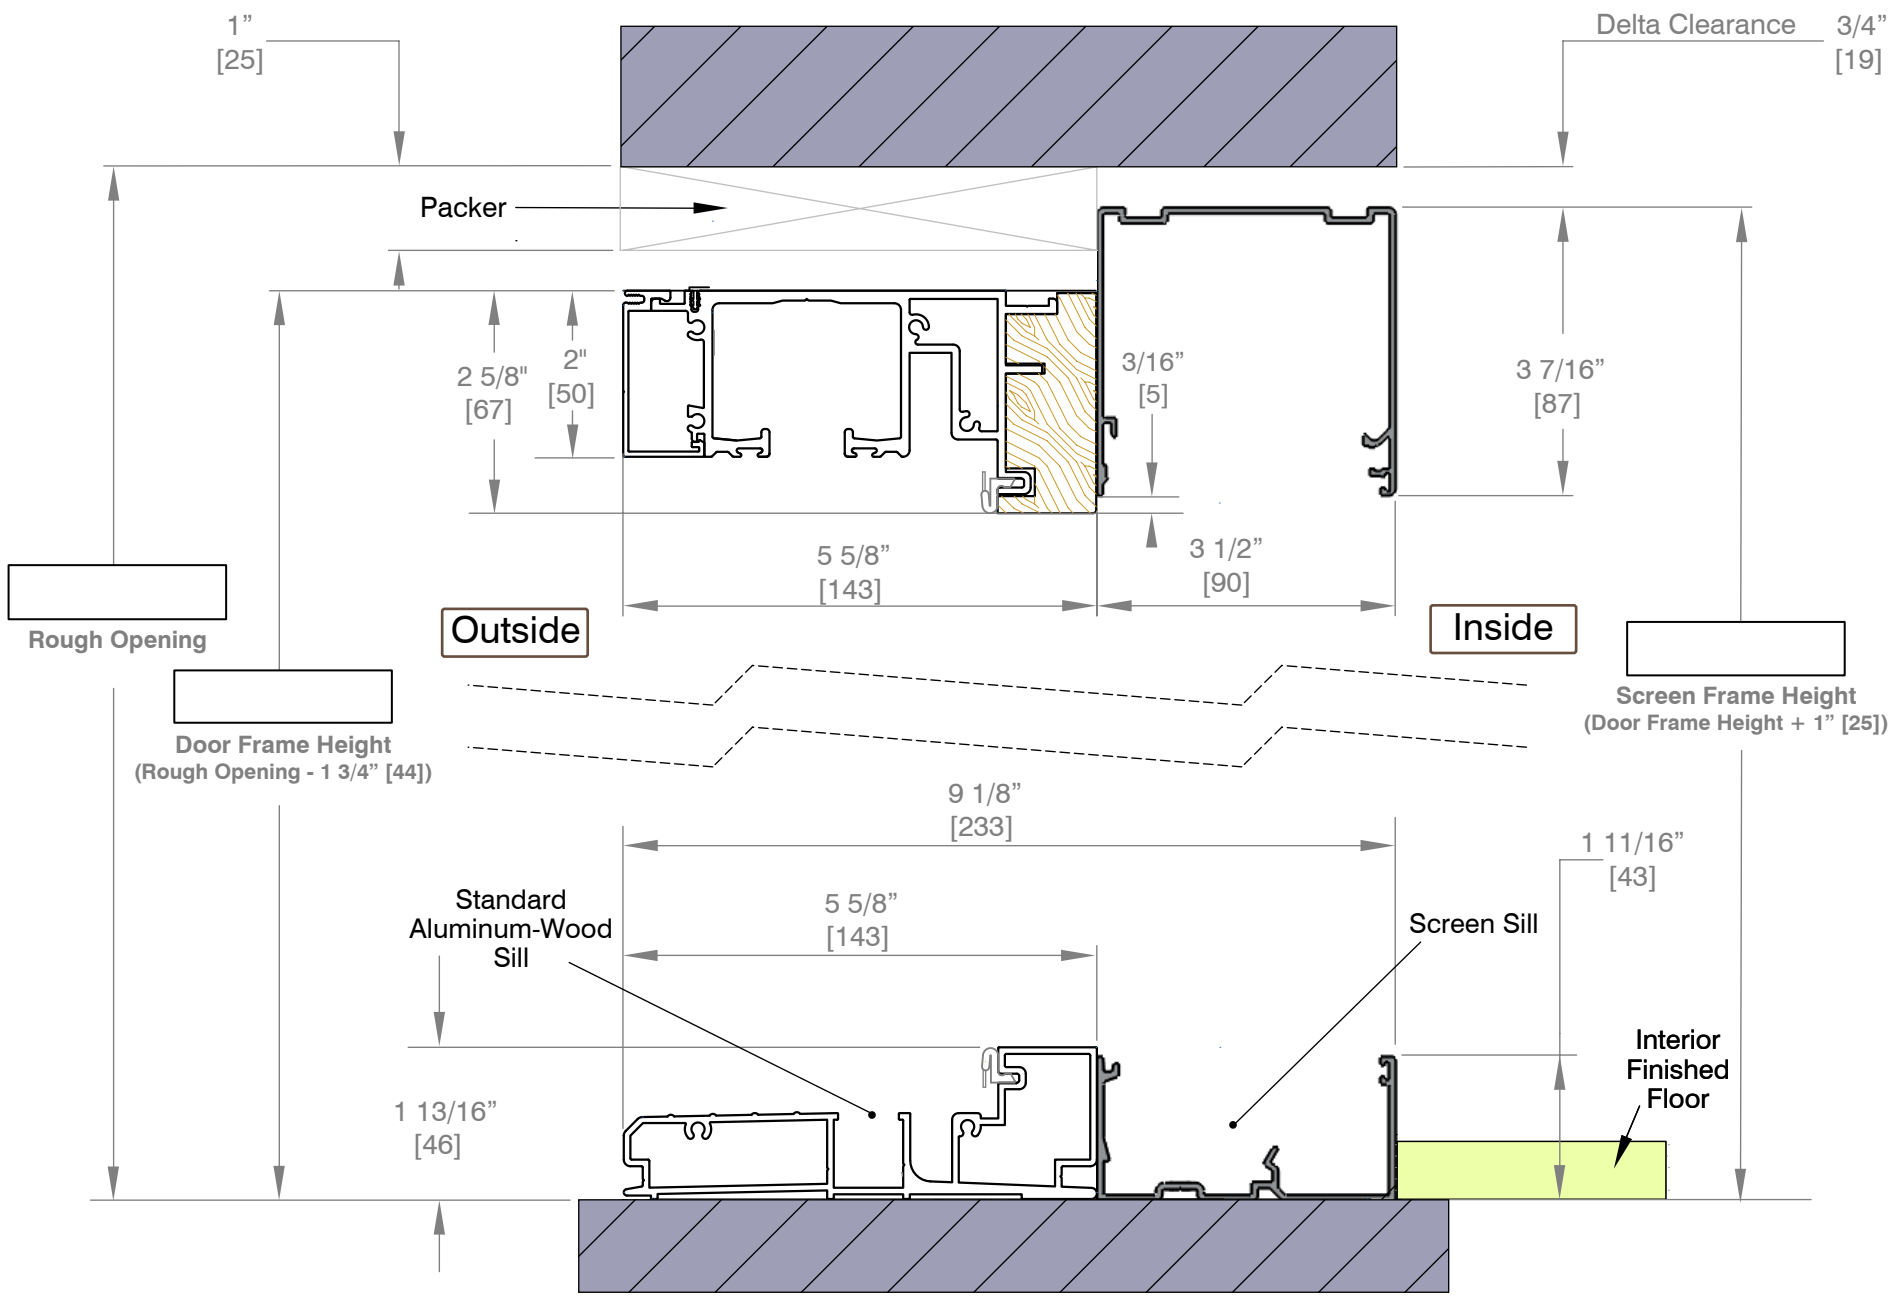 1”
[25]
Delta Clearance 3/4”
[19]
Packer
2 5/8"
[67]
2"
[50]
3/16”
[5]
3 7/16”
[87]
5 5/8”
[143]
3 1/2”
[90]
Rough Opening
Outside
Inside
Door Frame Height
(Rough Opening - 1 3/4” [44])
Screen Frame Height
(Door Frame Height + 1” [25])
9 1/8”
[233]
1 11/16”
[43]
Standard
Aluminum-Wood
Sill
5 5/8”
[143]
Screen Sill
Interior
Finished
Floor
1 13/16”
[46]